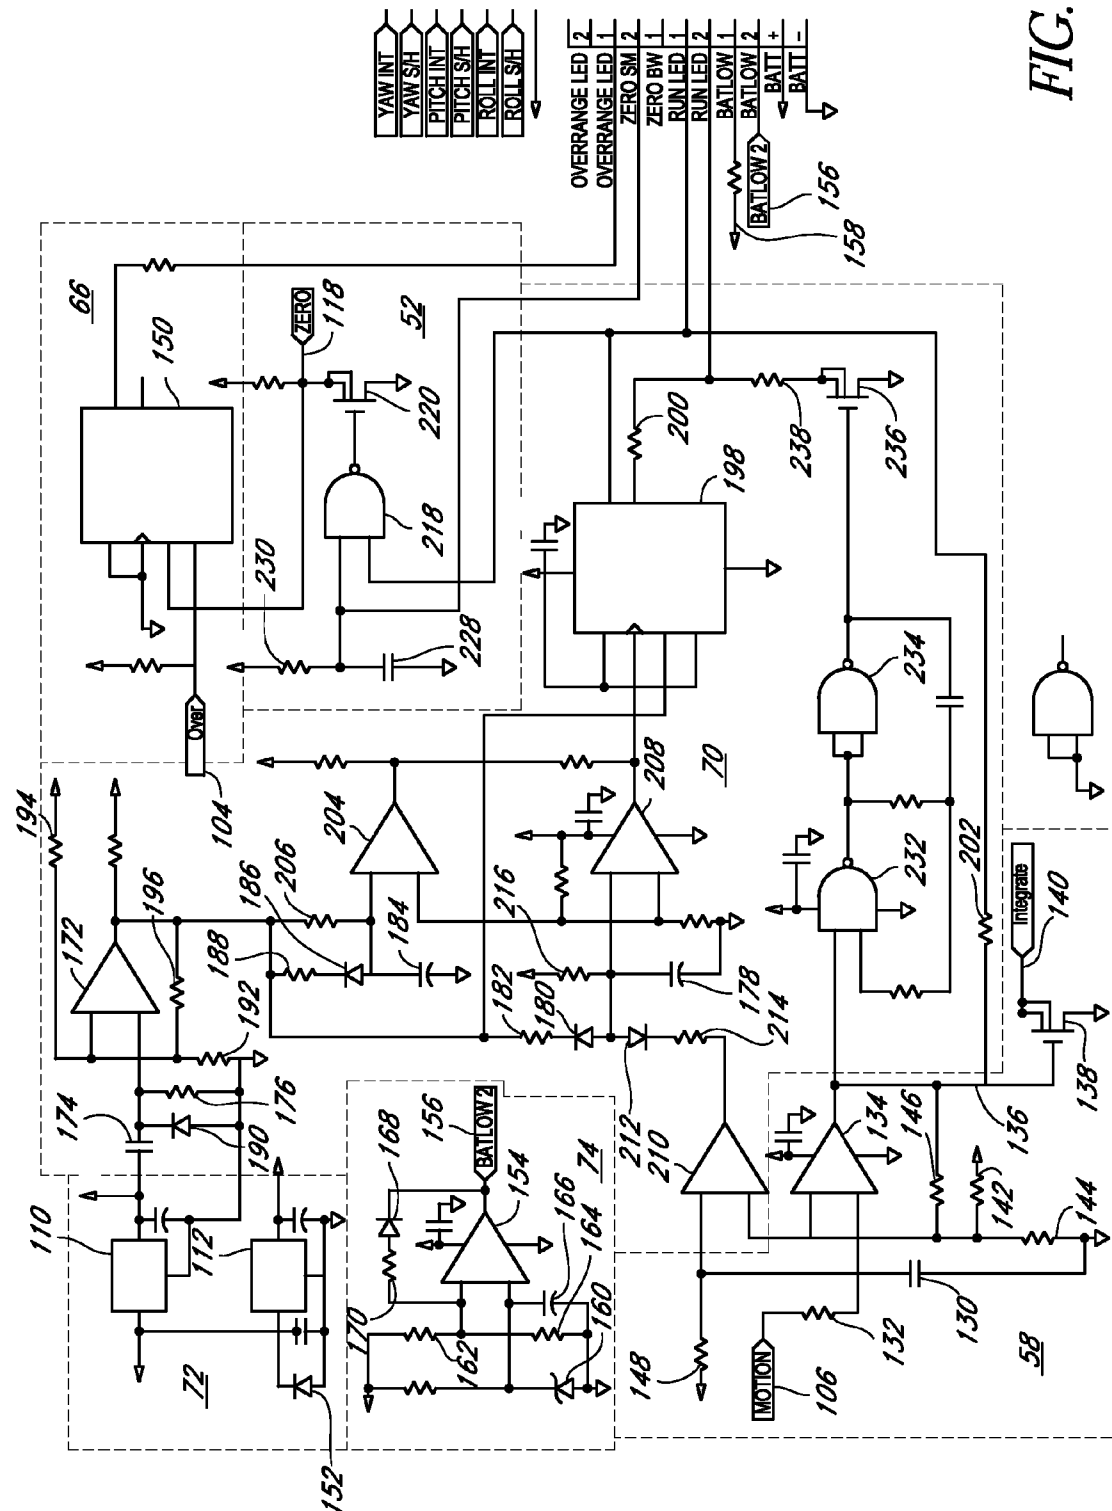 FIG.
YAW INT
YAW S/H
PITCH INT
PITCH S/H
ROLL INT
ROLL S/H
OVERRANGE LED 2
OVERRANGE LED 1
ZERO SM 2
ZERO BW 1
RUN LED 1
RUN LED 2
BATLOW 1
BATLOW 2
BATT +
BATT -
BATLOW 2
156
158
66
150
ZERO
118
52
220
218
230
228
Over
104
200
198
238
236
194
172
196
192
188
206
186
184
204
208
70
216
182
180
178
214
212
210
234
232
202
Integrate
140
138
136
174
176
190
110
112
72
152
168
156
BATLOW 2
154
74
166
164
160
170
162
148
134
146
142
144
130
132
MOTION
106
58